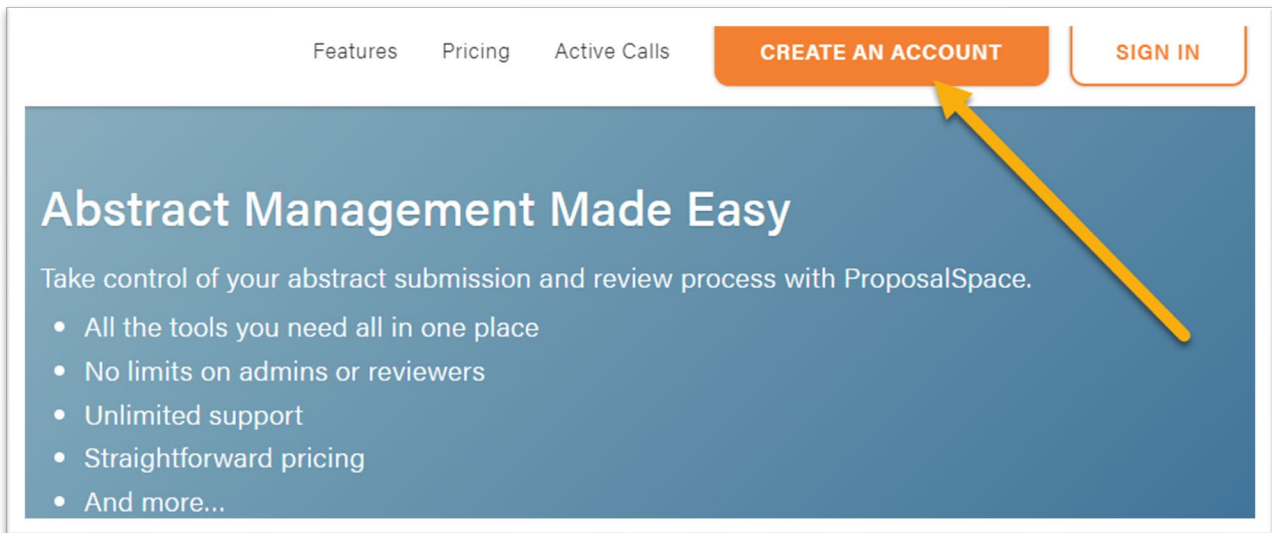 Features Pricing Active Calls CREATE AN ACCOUNT SIGN IN
Abstract Management Made Easy
Take control of your abstract submission and review process with ProposalSpace.
• All the tools you need all in one place
• No limits on admins or reviewers
• Unlimited support
• Straightforward pricing
• And more...